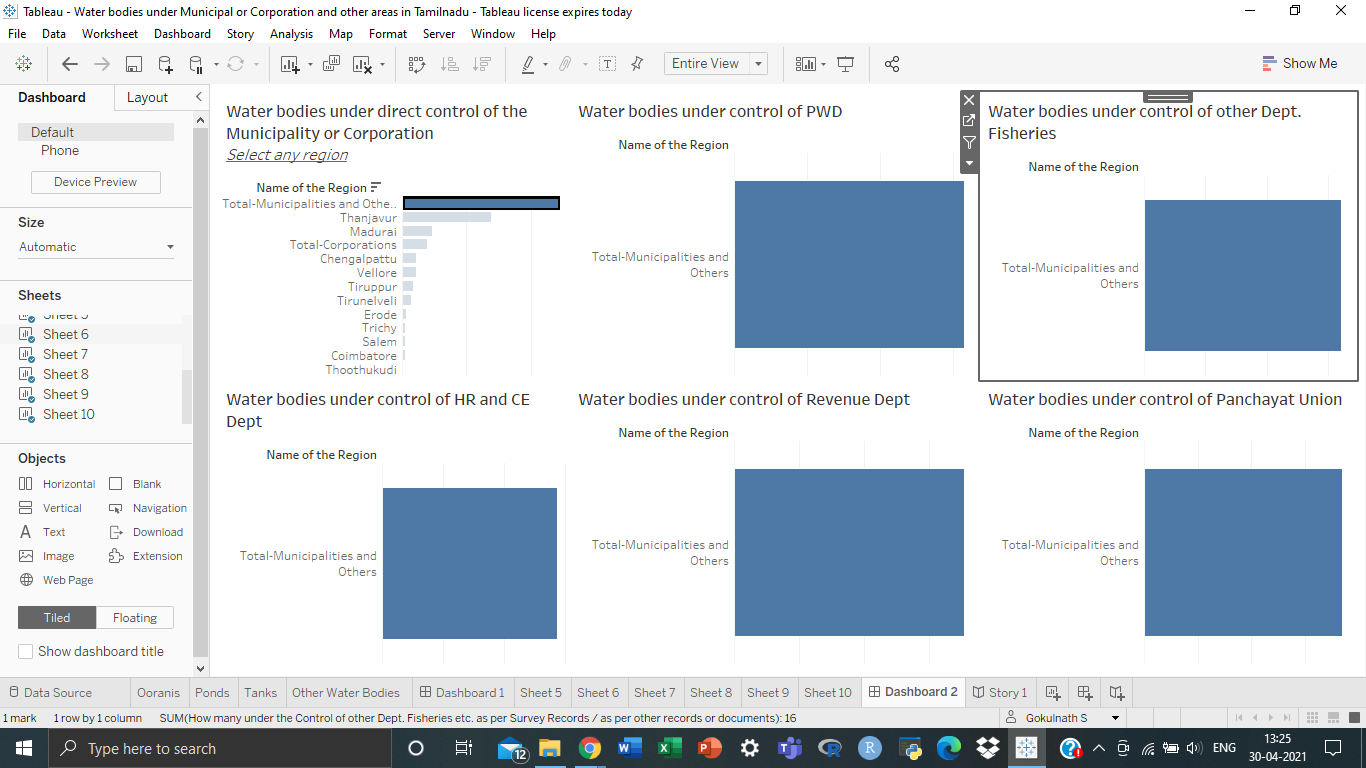 Tableau - Water bodies under Municipal or Corporation and other areas in Tamilnadu - Tableau license expires today
File Data Worksheet Dashboard Story Analysis Map Format Server Window Help
Entire View
Show Me
Dashboard Layout
Default
Phone
Device Preview
Size
Automatic
Sheets
Sheet 5
Sheet 6
Sheet 7
Sheet 8
Sheet 9
Sheet 10
Objects
Horizontal Blank
Vertical Navigation
Text Download
Image Extension
Web Page
Tiled Floating
Show dashboard title
Water bodies under direct control of the
Municipality or Corporation
Select any region
Name of the Region
Total-Municipalities and Othe..
Thanjavur
Madurai
Total-Corporations
Chengalpattu
Vellore
Tiruppur
Tirunelveli
Erode
Trichy
Salem
Coimbatore
Thoothukudi
Water bodies under control of PWD
Name of the Region
Total-Municipalities and
Others
Water bodies under control of other Dept.
Fisheries
Name of the Region
Total-Municipalities and
Others
Water bodies under control of HR and CE
Dept
Name of the Region
Total-Municipalities and
Others
Water bodies under control of Revenue Dept
Name of the Region
Total-Municipalities and
Others
Water bodies under control of Panchayat Union
Name of the Region
Total-Municipalities and
Others
Data Source Ooranis Ponds Tanks Other Water Bodies Dashboard 1 Sheet 5 Sheet 6 Sheet 7 Sheet 8 Sheet 9 Sheet 10 Dashboard 2 Story 1
1 mark 1 row by 1 column SUM(How many under the Control of other Dept. Fisheries etc. as per Survey Records / as per other records or documents): 16 Gokulnath S
Type here to search
12
ENG
13:25
30-04-2021